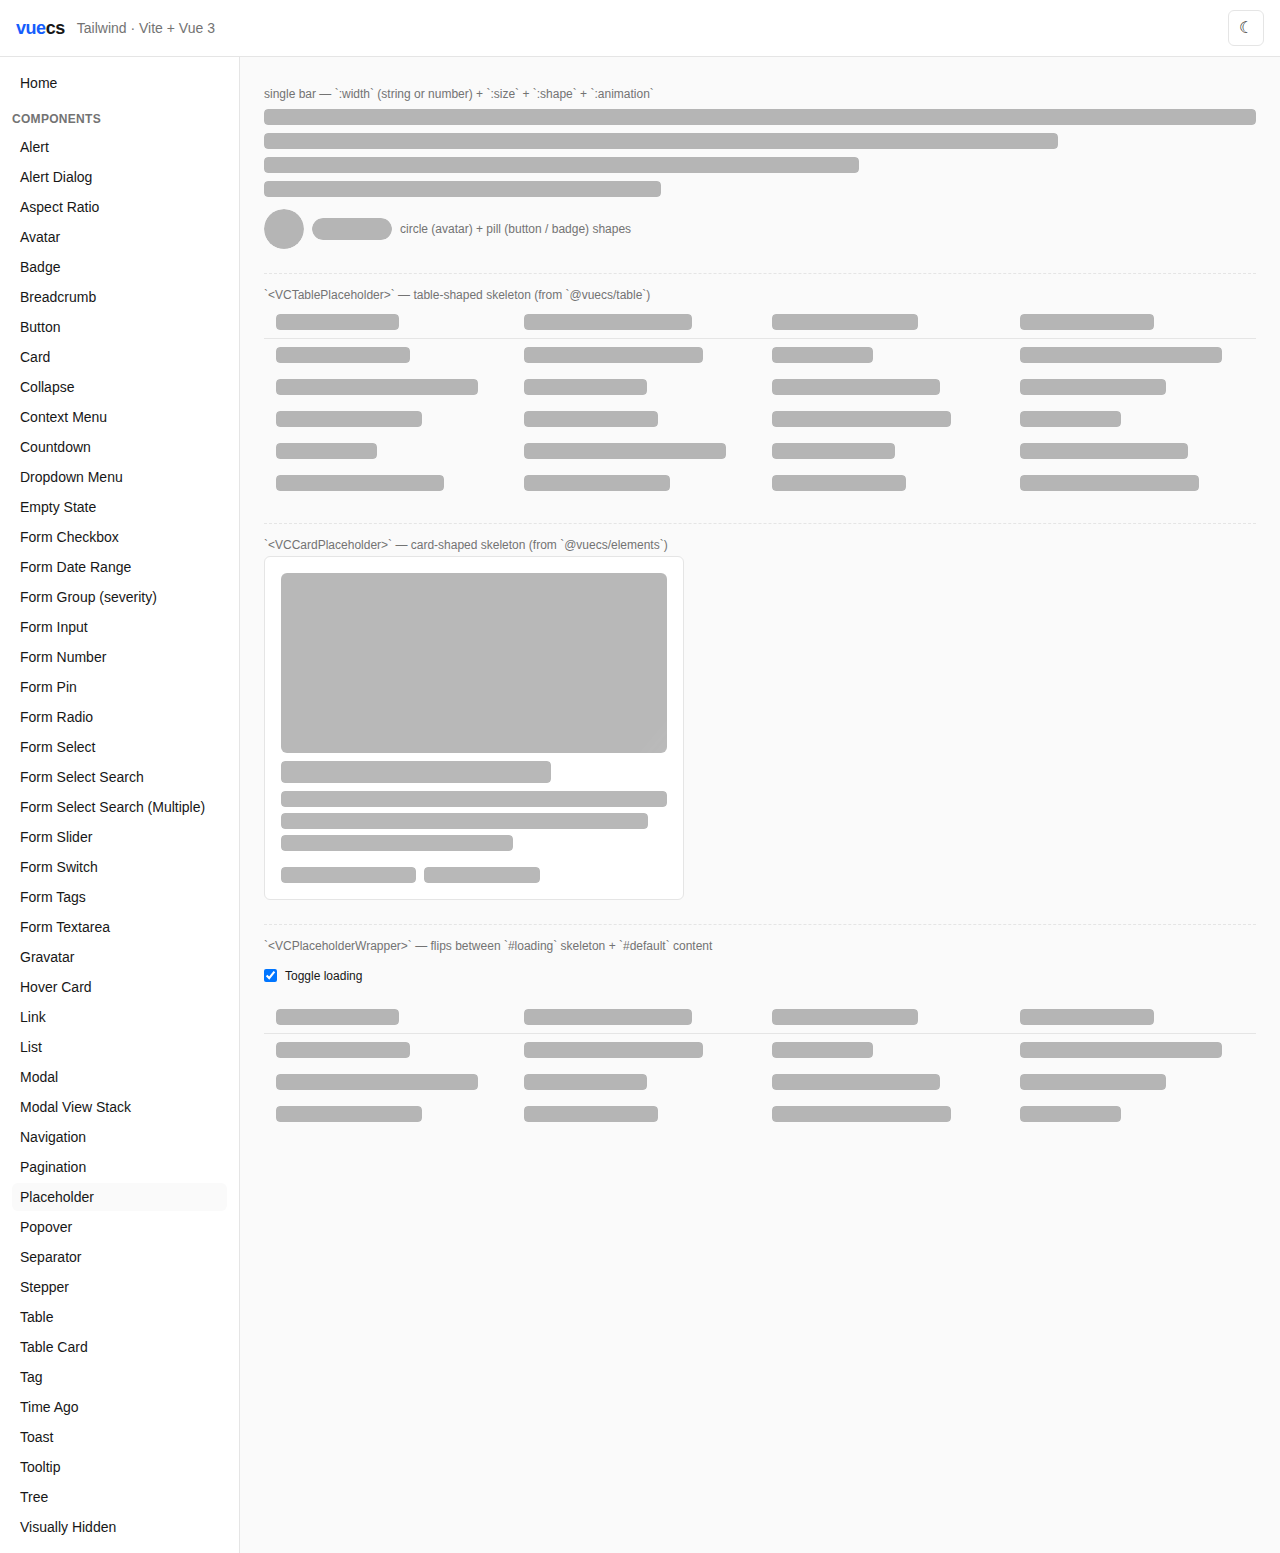 vuecs Tailwind · Vite + Vue 3
☾
Home
COMPONENTS
Alert
Alert Dialog
Aspect Ratio
Avatar
Badge
Breadcrumb
Button
Card
Collapse
Context Menu
Countdown
Dropdown Menu
Empty State
Form Checkbox
Form Date Range
Form Group (severity)
Form Input
Form Number
Form Pin
Form Radio
Form Select
Form Select Search
Form Select Search (Multiple)
Form Slider
Form Switch
Form Tags
Form Textarea
Gravatar
Hover Card
Link
List
Modal
Modal View Stack
Navigation
Pagination
Placeholder
Popover
Separator
Stepper
Table
Table Card
Tag
Time Ago
Toast
Tooltip
Tree
Visually Hidden
single bar — `:width` (string or number) + `:size` + `:shape` + `:animation`
circle (avatar) + pill (button / badge) shapes
`<VCTablePlaceholder>` — table-shaped skeleton (from `@vuecs/table`)
`<VCCardPlaceholder>` — card-shaped skeleton (from `@vuecs/elements`)
`<VCPlaceholderWrapper>` — flips between `#loading` skeleton + `#default` content
Toggle loading